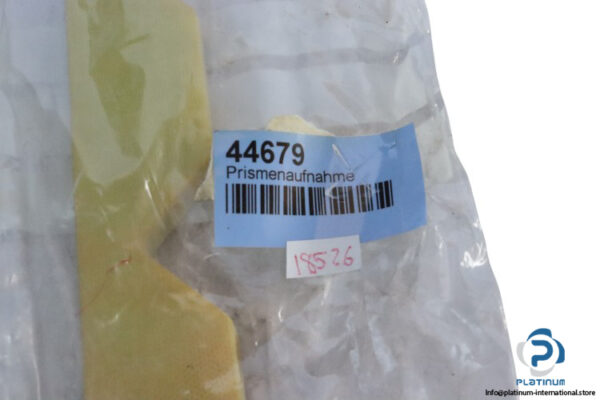 44679
Prismenaufnahme
18526
PLATINUM
Info@platinum-international.store